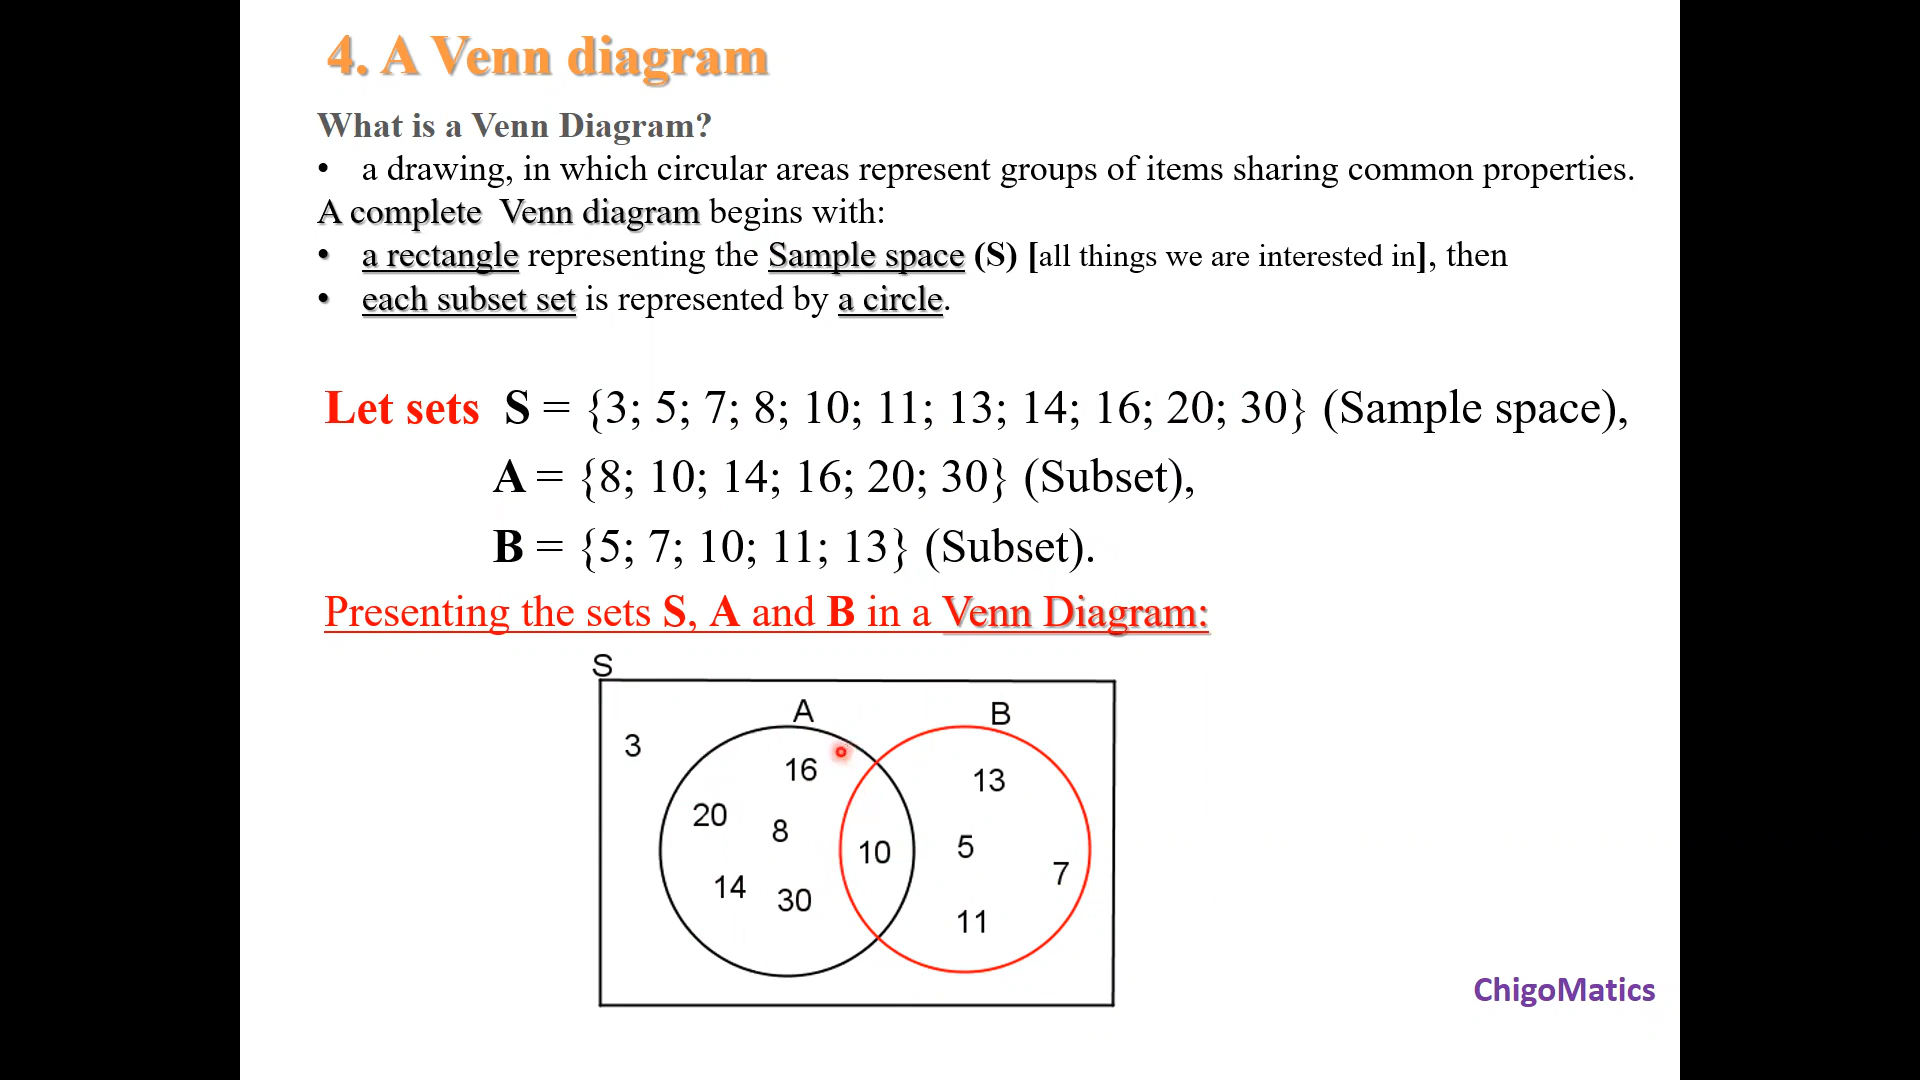 4. A Venn diagram
What is a Venn Diagram?
• a drawing, in which circular areas represent groups of items sharing common properties.
A complete Venn diagram begins with:
• a rectangle representing the Sample space (S) [all things we are interested in], then
• each subset set is represented by a circle.
Let sets S = {3; 5; 7; 8; 10; 11; 13; 14; 16; 20; 30} (Sample space),
A = {8; 10; 14; 16; 20; 30} (Subset),
B = {5; 7; 10; 11; 13} (Subset).
Presenting the sets S, A and B in a Venn Diagram:
S
A B
3
16 13
20 8 10 5 7
14 30 11
ChigoMatics